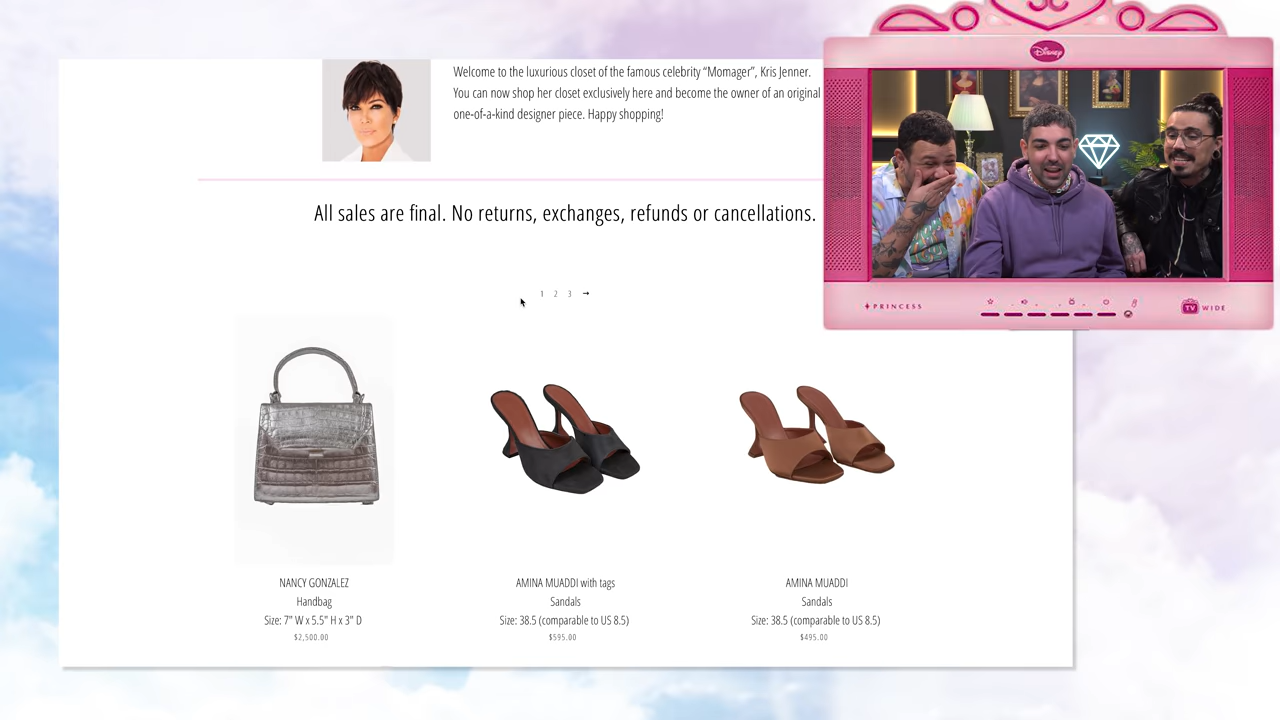 Welcome to the luxurious closet of the famous celebrity “Momager”, Kris Jenner.
You can now shop her closet exclusively here and become the owner of an original
one-of-a-kind designer piece. Happy shopping!
All sales are final. No returns, exchanges, refunds or cancellations.
1 2 3 →
NANCY GONZALEZ
Handbag
Size: 7" W x 5.5" H x 3" D
$2,500.00
AMINA MUADDI with tags
Sandals
Size: 38.5 (comparable to US 8.5)
$595.00
AMINA MUADDI
Sandals
Size: 38.5 (comparable to US 8.5)
$495.00
Disney
PRINCESS
TV WIDE